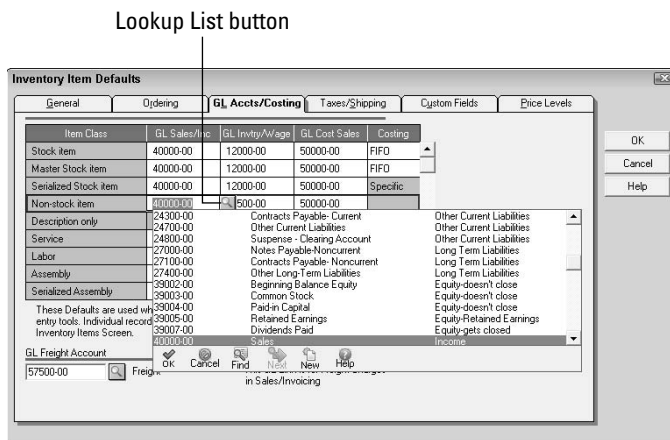 Lookup List button
Inventory Item Defaults
General Ordering GL Accts/Costing Taxes/Shipping Custom Fields Price Levels
Item Class GL Sales/Inc GL Invtry/Wage GL Cost Sales Costing
OK
Stock item 40000-00 12000-00 50000-00 FIFO
Cancel
Master Stock item 40000-00 12000-00 50000-00 FIFO
Serialized Stock item 40000-00 12000-00 50000-00 Specific
Help
Non-stock item 40000-00 500-00 50000-00
Description only
Service
Labor
Assembly
Serialized Assembly
24300-00 Contracts Payable- Current Other Current Liabilities
24700-00 Other Current Liabilities Other Current Liabilities
24800-00 Suspense - Clearing Account Other Current Liabilities
27000-00 Notes Payable-Noncurrent Long Term Liabilities
27100-00 Contracts Payable- Noncurrent Long Term Liabilities
27400-00 Other Long-Term Liabilities Long Term Liabilities
39002-00 Beginning Balance Equity Equity-doesn't close
39003-00 Common Stock Equity-doesn't close
39004-00 Paid-in Capital Equity-doesn't close
39005-00 Retained Earnings Equity-Retained Earnings
39007-00 Dividends Paid Equity-gets closed
40000-00 Sales Income
OK Cancel Find Next New Help
These Defaults are used
entry tools. Individual record
Inventory Items Screen.
GL Freight Account
57500-00 Freight
in Sales/Invoicing